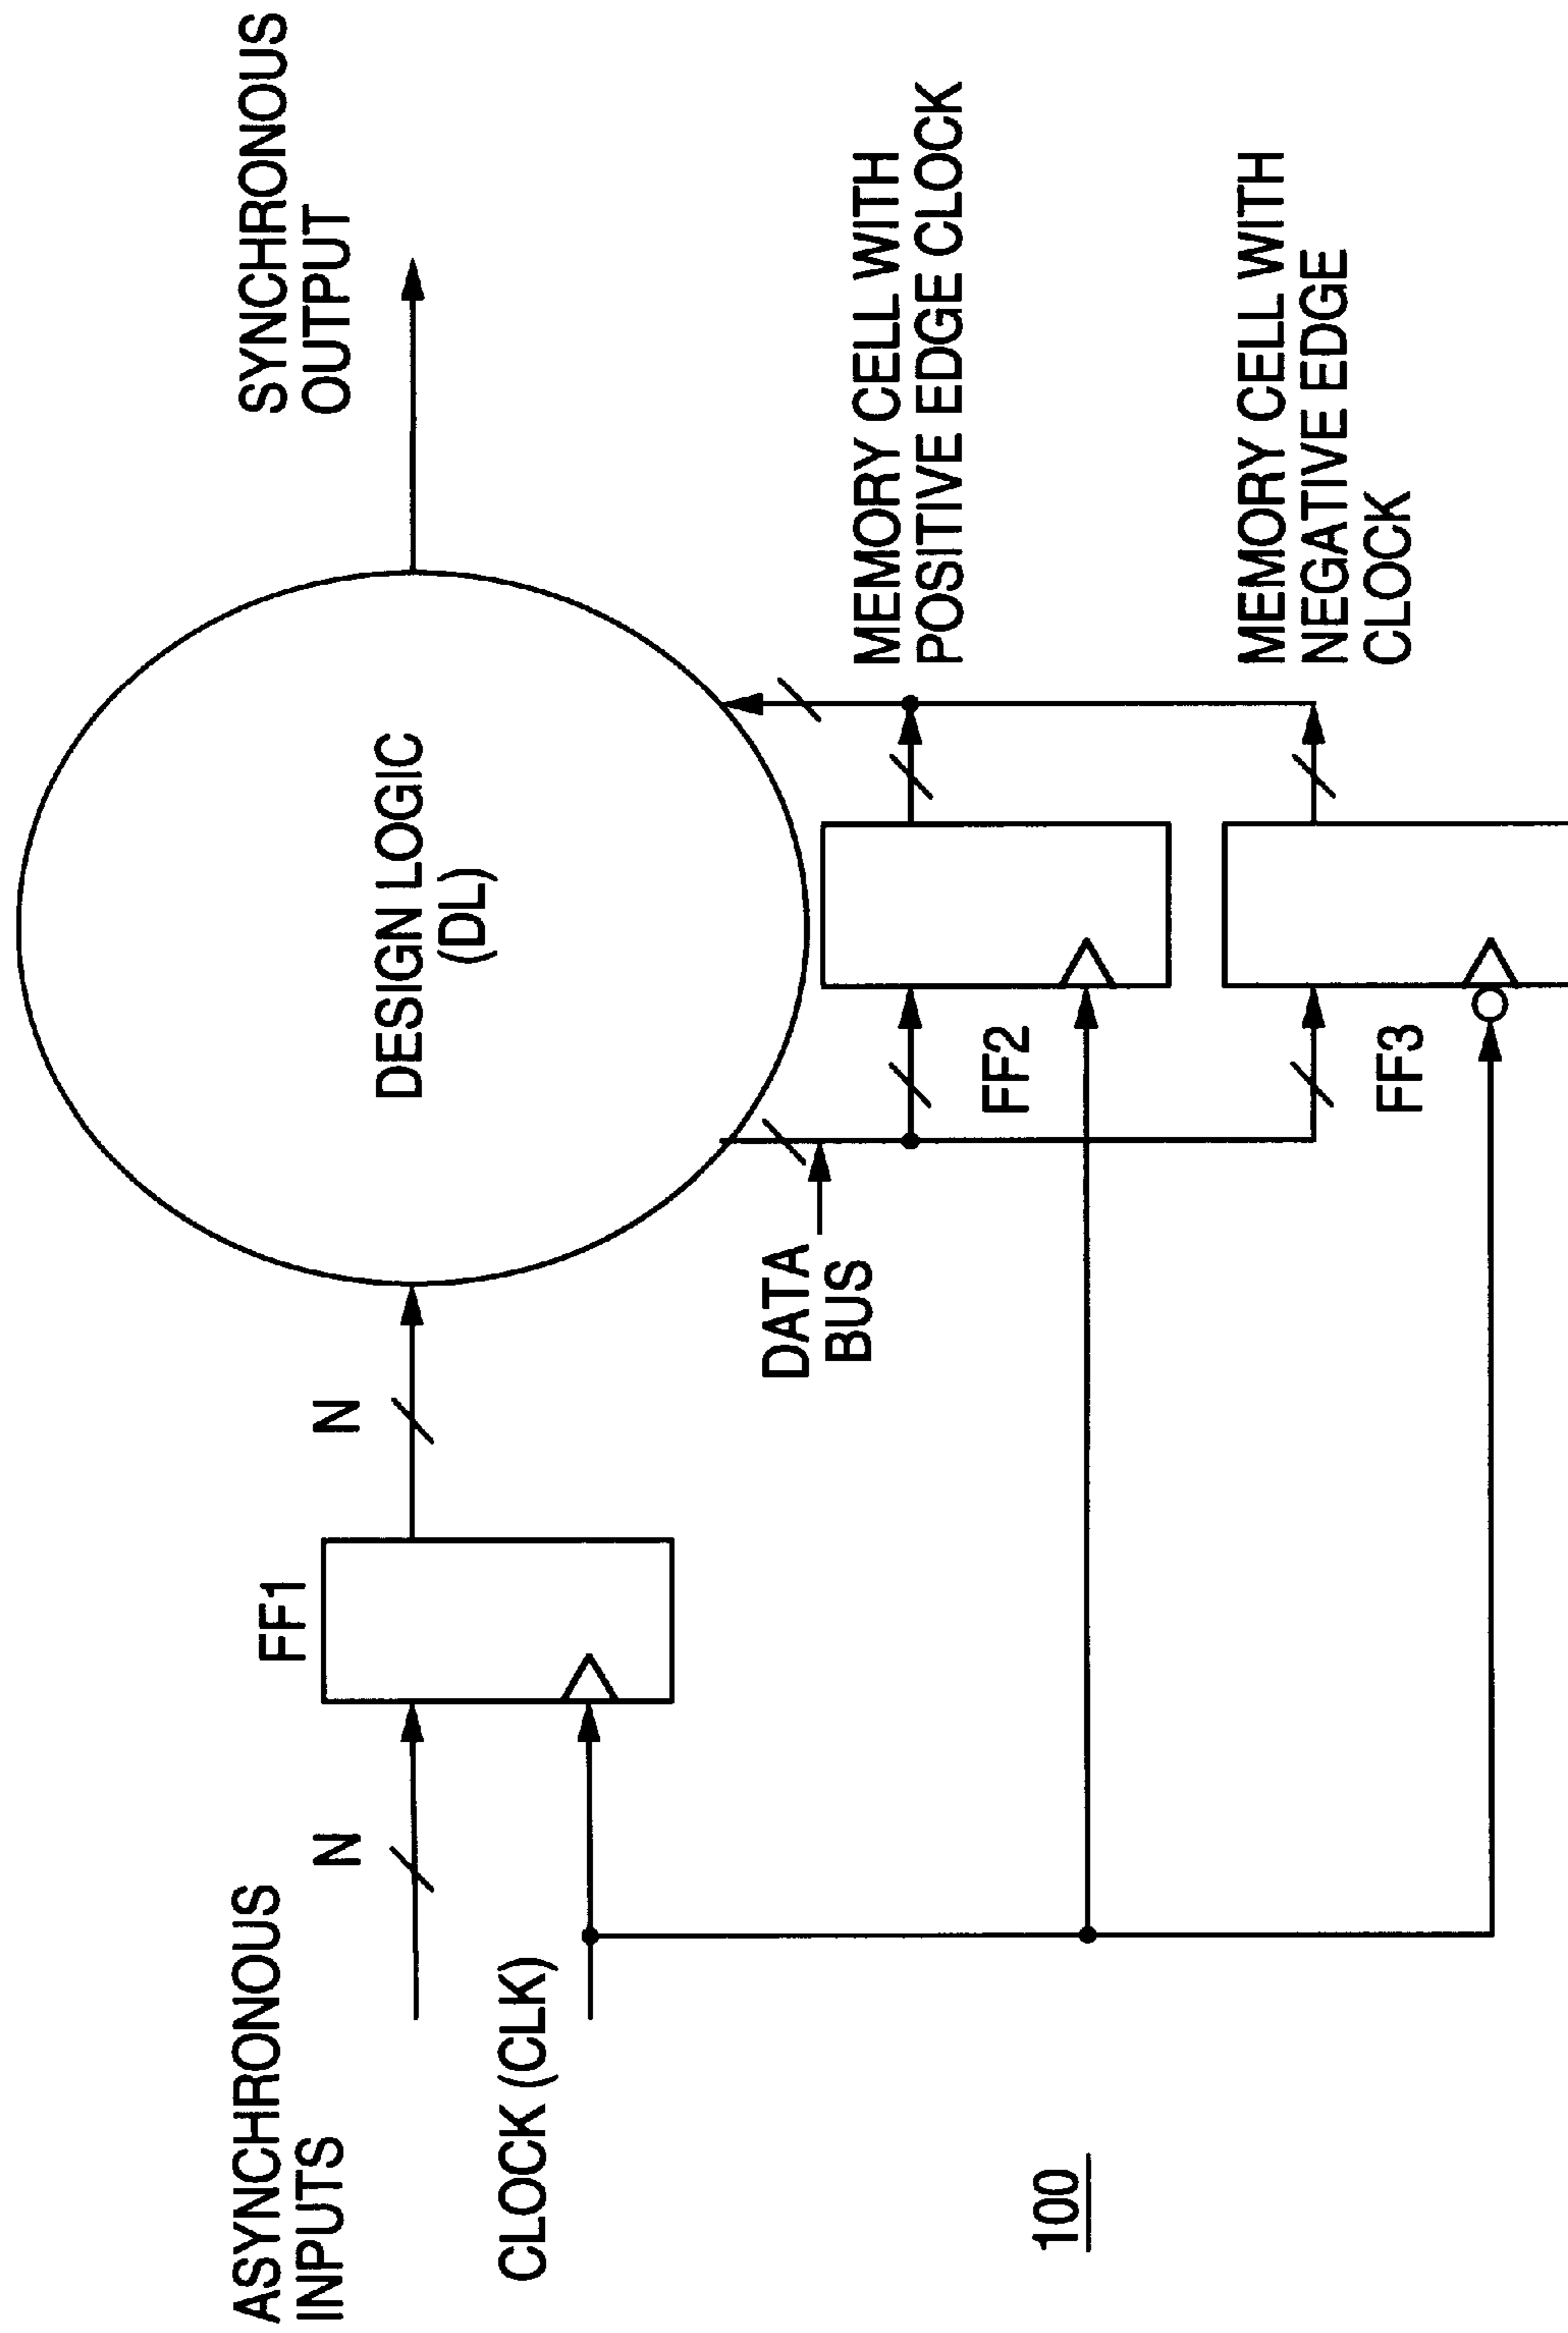 ASYNCHRONOUS
INPUTS
N
FF1
N
CLOCK (CLK)
DESIGN LOGIC
(DL)
SYNCHRONOUS
OUTPUT
DATA
BUS
FF2
MEMORY CELL WITH
POSITIVE EDGE CLOCK
FF3
MEMORY CELL WITH
NEGATIVE EDGE
CLOCK
100